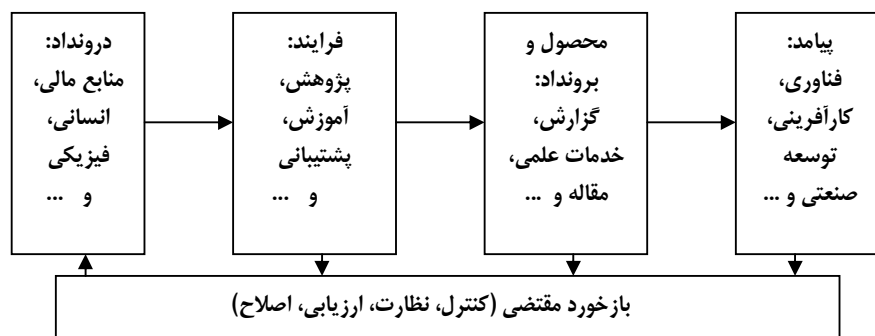 درونداد:
منابع مالی،
انسانی،
فیزیکی
و ...
فرایند:
پژوهش،
آموزش،
پشتیبانی
و ...
محصول و
برونداد:
گزارش،
خدمات علمی،
مقاله و ...
پیامد:
فناوری،
کارآفرینی،
توسعه
صنعتی و ...
بازخورد مقتضی (کنترل، نظارت، ارزیابی، اصلاح)